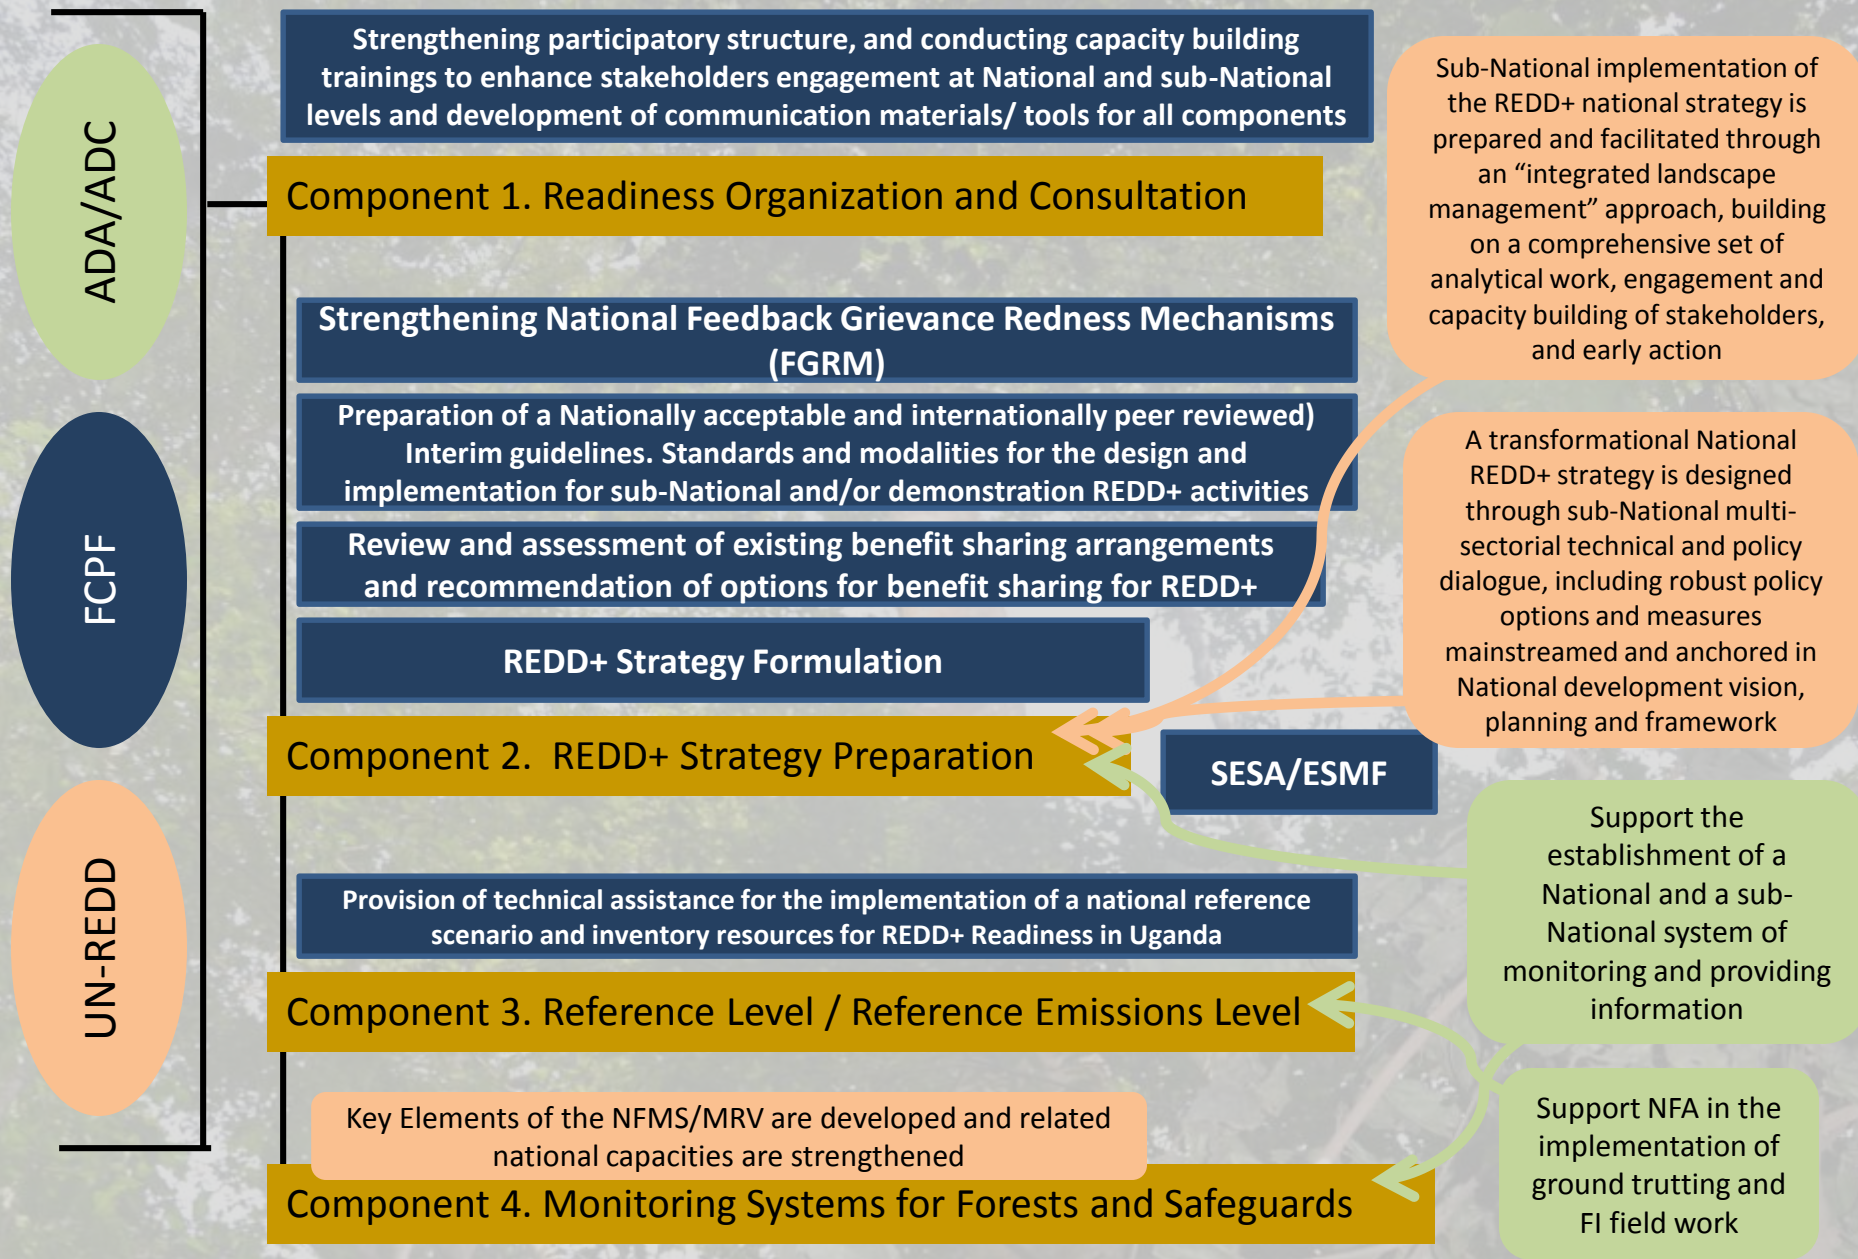 ADA/ADC
FCPF
UN-REDD
Strengthening participatory structure, and conducting capacity building
trainings to enhance stakeholders engagement at National and sub-National
levels and development of communication materials/ tools for all components
Component 1. Readiness Organization and Consultation
Strengthening National Feedback Grievance Redness Mechanisms
(FGRM)
Preparation of a Nationally acceptable and internationally peer reviewed)
Interim guidelines. Standards and modalities for the design and
implementation for sub-National and/or demonstration REDD+ activities
Review and assessment of existing benefit sharing arrangements
and recommendation of options for benefit sharing for REDD+
REDD+ Strategy Formulation
Component 2. REDD+ Strategy Preparation
SESA/ESMF
Provision of technical assistance for the implementation of a national reference
scenario and inventory resources for REDD+ Readiness in Uganda
Component 3. Reference Level / Reference Emissions Level
Key Elements of the NFMS/MRV are developed and related
national capacities are strengthened
Component 4. Monitoring Systems for Forests and Safeguards
Sub-National implementation of
the REDD+ national strategy is
prepared and facilitated through
an “integrated landscape
management” approach, building
on a comprehensive set of
analytical work, engagement and
capacity building of stakeholders,
and early action
A transformational National
REDD+ strategy is designed
through sub-National multi-
sectorial technical and policy
dialogue, including robust policy
options and measures
mainstreamed and anchored in
National development vision,
planning and framework
Support the
establishment of a
National and a sub-
National system of
monitoring and providing
information
Support NFA in the
implementation of
ground trutting and
FI field work